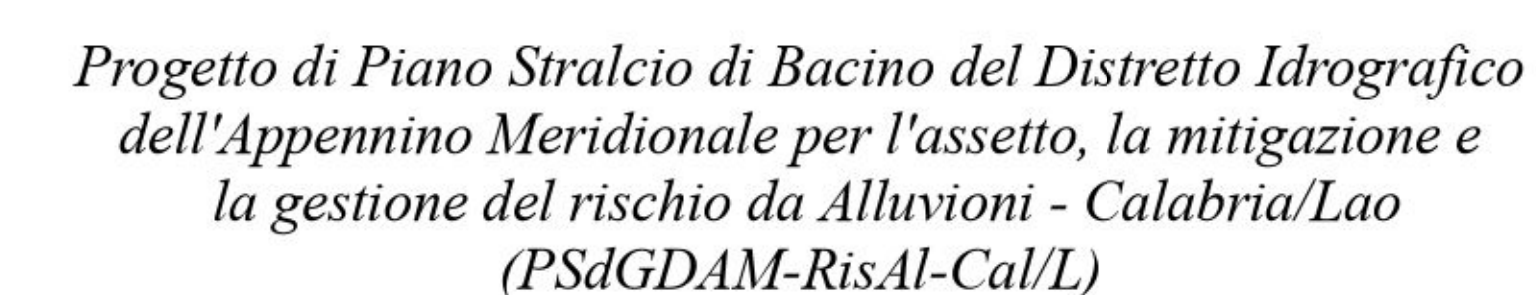 Progetto di Piano Stralcio di Bacino del Distretto Idrografico
dell'Appennino Meridionale per l'assetto, la mitigazione e
la gestione del rischio da Alluvioni - Calabria/Lao
(PSdGDAM-RisAl-Cal/L)